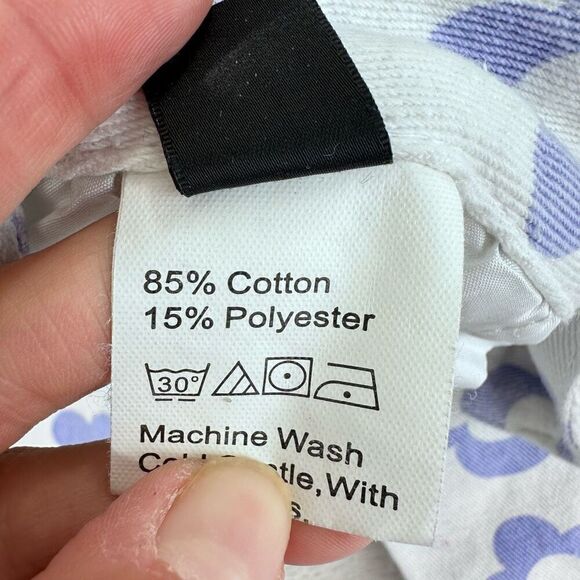 85% Cotton
15% Polyester
30°
Machine Wash
With